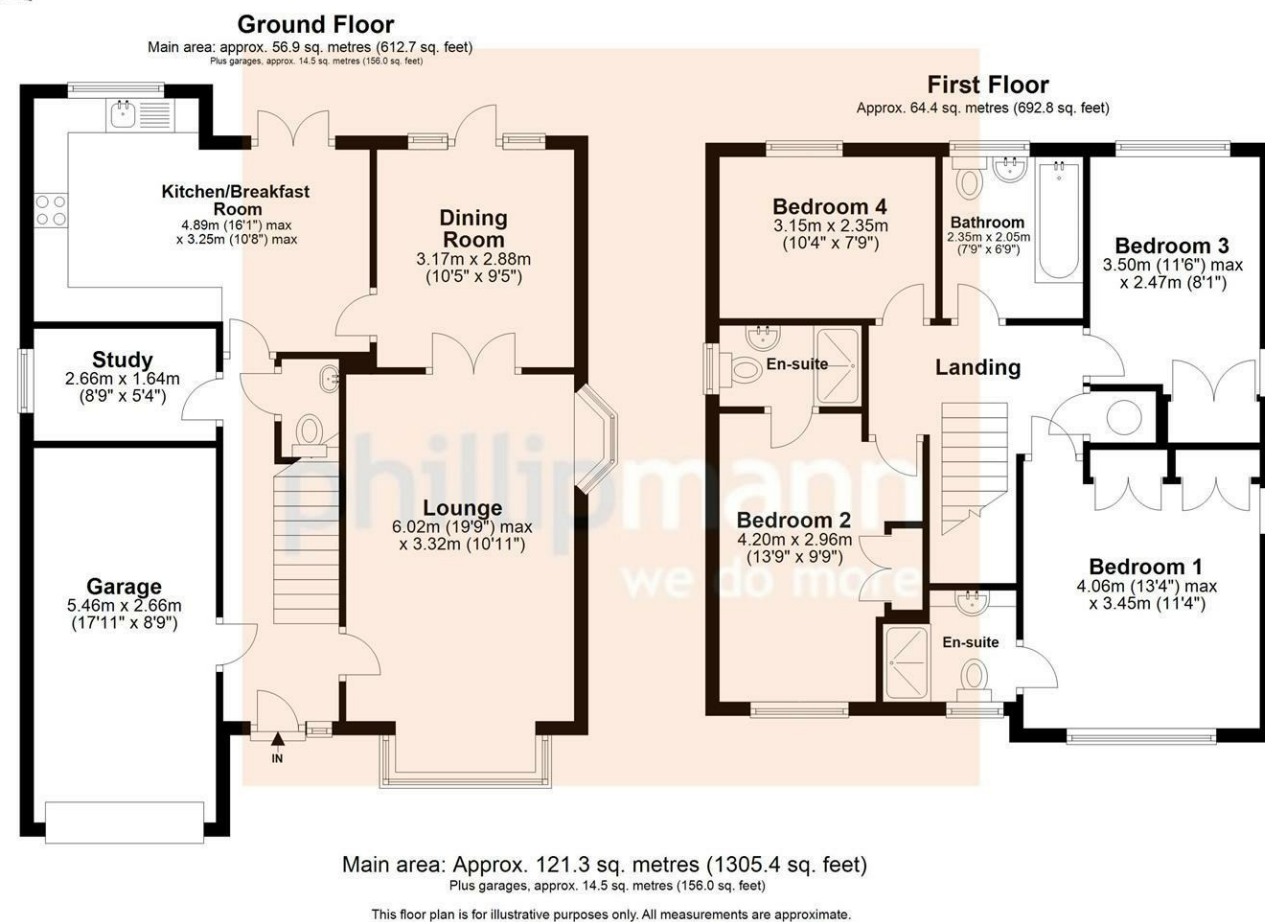 Ground Floor
Main area: approx. 56.9 sq. metres (612.7 sq. feet)
Plus garages, approx. 14.5 sq. metres (156.0 sq. feet)
Kitchen/Breakfast
Room
4.89m (16'1") max
x 3.25m (10'8") max
Dining
Room
3.17m x 2.88m
(10'5" x 9'5")
Study
2.66m x 1.64m
(8'9" x 5'4")
Lounge
6.02m (19'9") max
x 3.32m (10'11")
Garage
5.46m x 2.66m
(17'11" x 8'9")
IN
First Floor
Approx. 64.4 sq. metres (692.8 sq. feet)
Bedroom 4
3.15m x 2.35m
(10'4" x 7'9")
Bathroom
2.35m x 2.05m
(7'9" x 6'9")
Bedroom 3
3.50m (11'6") max
x 2.47m (8'1")
En-suite
Landing
Bedroom 2
4.20m x 2.96m
(13'9" x 9'9")
Bedroom 1
4.06m (13'4") max
x 3.45m (11'4")
En-suite
phillipmann
we do more
Main area: Approx. 121.3 sq. metres (1305.4 sq. feet)
Plus garages, approx. 14.5 sq. metres (156.0 sq. feet)
This floor plan is for illustrative purposes only. All measurements are approximate.